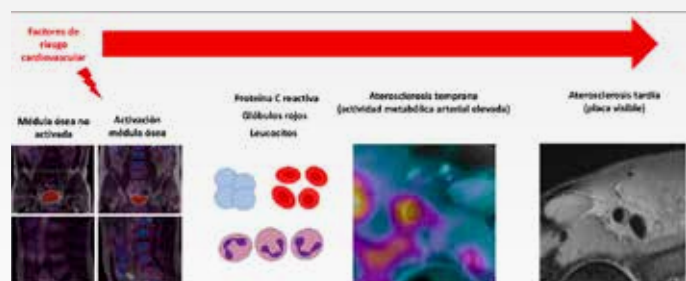 Factores de
riesgo
cardiovascular
Médula ósea no
activada
Activación
médula ósea
Proteína C reactiva
Glóbulos rojos
Leucocitos
Aterosclerosis temprana
(actividad metabólica arterial elevada)
Aterosclerosis tardía
(placa visible)